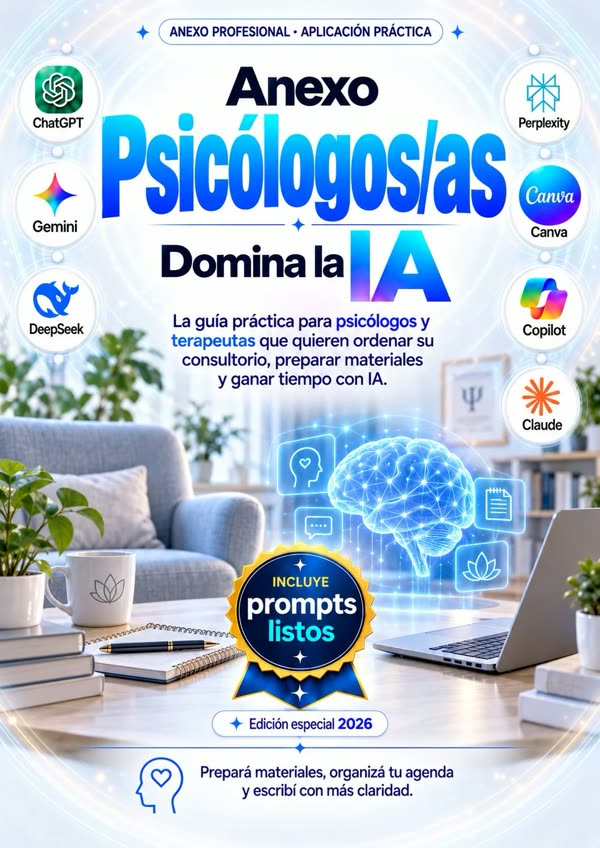 ANEXO PROFESIONAL • APLICACIÓN PRÁCTICA
Anexo
Psicólogos/as
Domina la IA
ChatGPT
Gemini
DeepSeek
Perplexity
Canva
Canva
Copilot
Claude
La guía práctica para psicólogos y
terapeutas que quieren ordenar su
consultorio, preparar materiales
y ganar tiempo con IA.
Ψ
INCLUYE
prompts
listos
Edición especial 2026
Prepará materiales, organizá tu agenda
y escribí con más claridad.